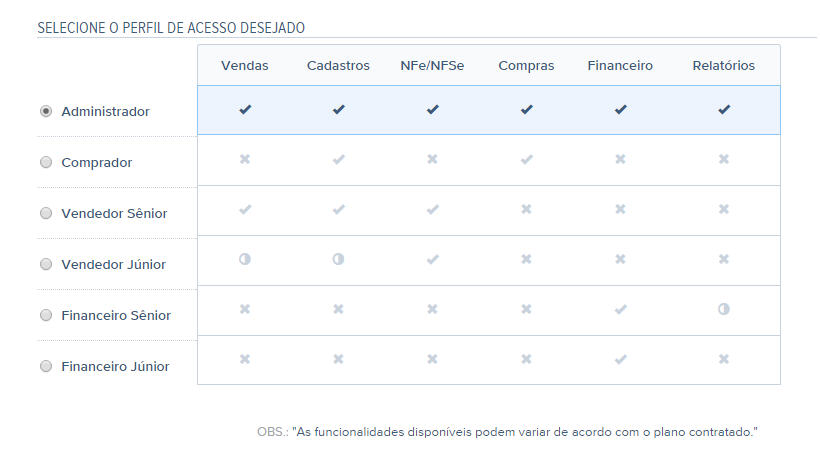 SELECIONE O PERFIL DE ACESSO DESEJADO
Vendas Cadastros NFe/NFSe Compras Financeiro Relatórios
Administrador
Comprador
Vendedor Sênior
Vendedor Júnior
Financeiro Sênior
Financeiro Júnior
OBS.: "As funcionalidades disponíveis podem variar de acordo com o plano contratado."